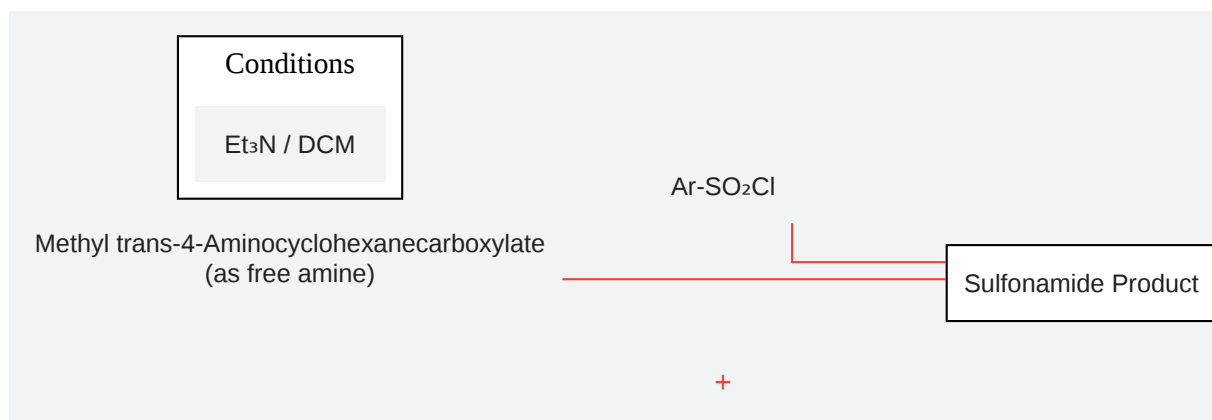 Conditions
Et₃N / DCM
Ar-SO₂Cl
Methyl trans-4-Aminocyclohexanecarboxylate
(as free amine)
Sulfonamide Product
+